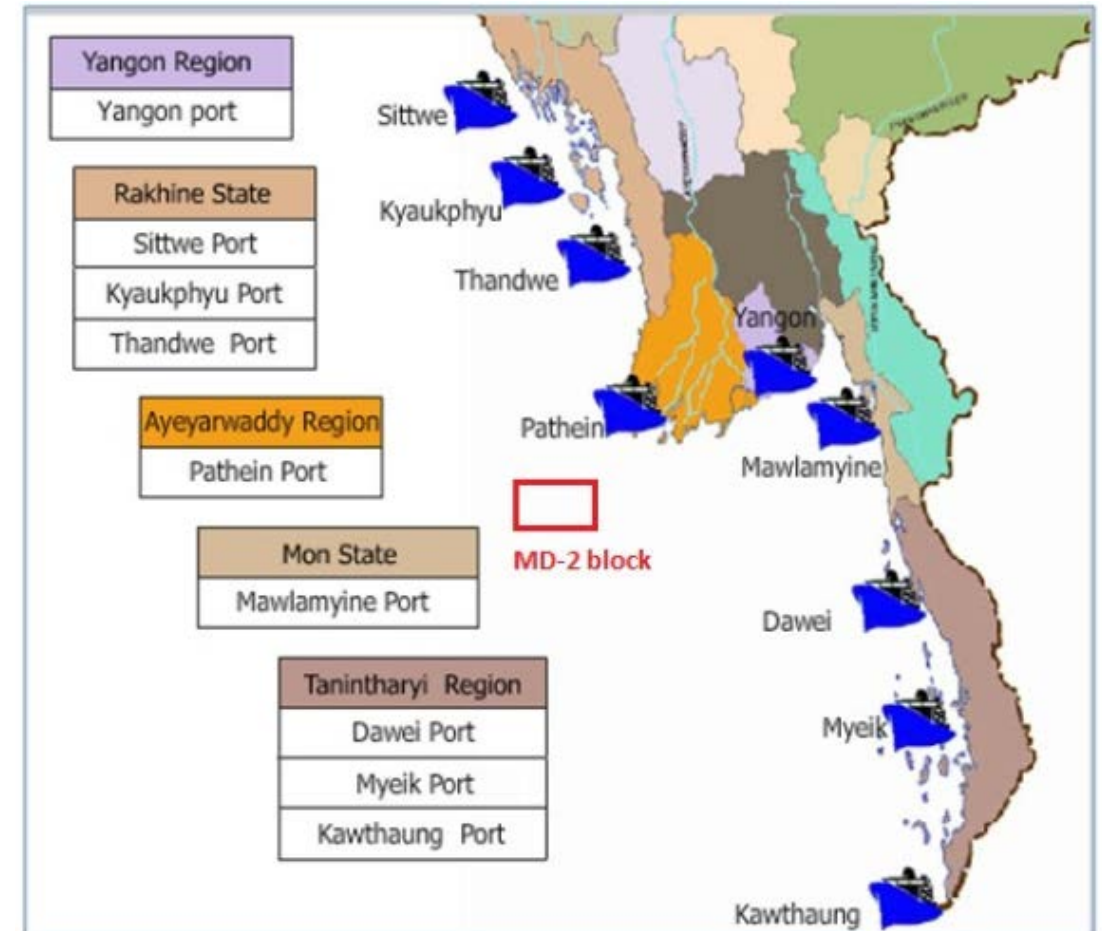 Yangon Region
Yangon port
Rakhine State
Sittwe Port
Kyaukphyu Port
Thandwe Port
Ayeyarwaddy Region
Pathein Port
Mon State
Mawlamyine Port
Tanintharyi Region
Dawei Port
Myeik Port
Kawthaung Port
Sittwe
Kyaukphyu
Thandwe
Yangon
Pathein
Mawlamyine
MD-2 block
Dawei
Myeik
Kawthaung